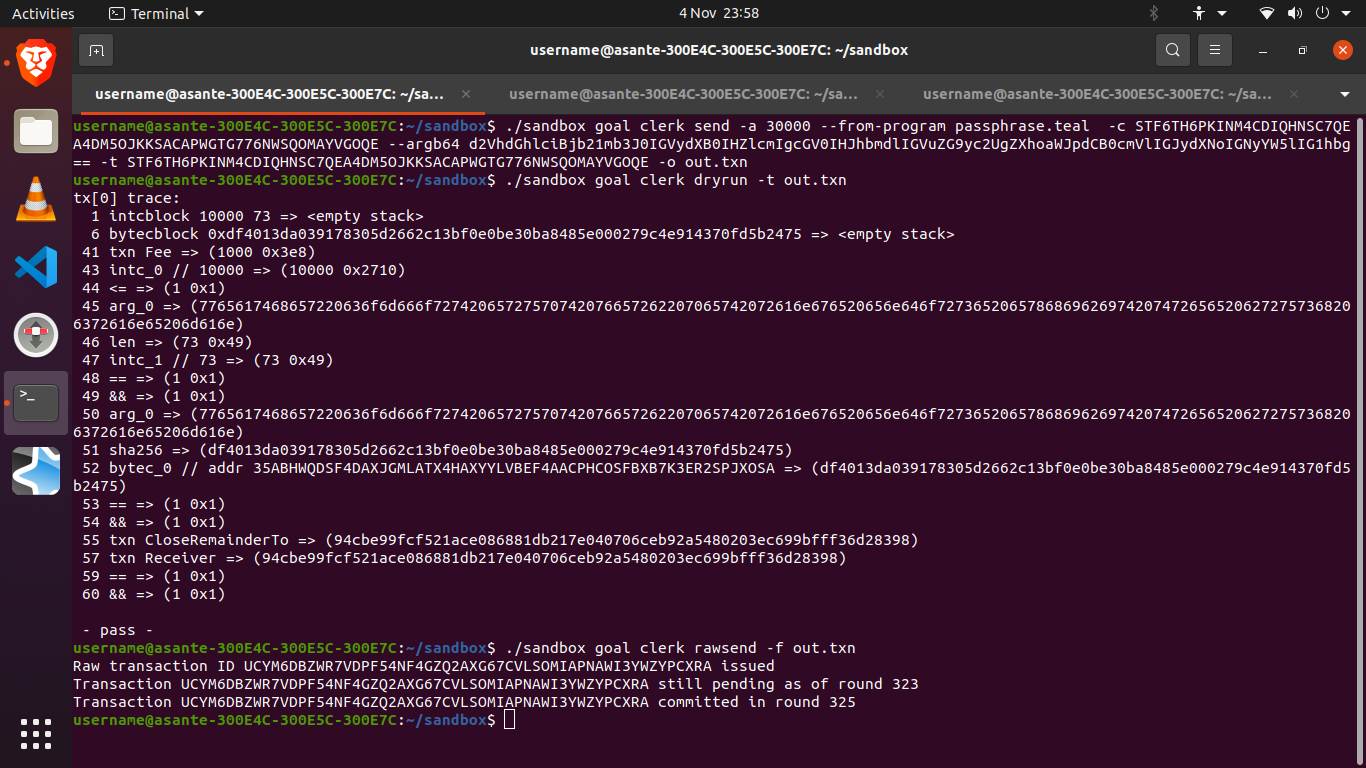 Activities
Terminal
4 Nov 23:58
username@asante-300E4C-300E5C-300E7C: ~/sandbox
username@asante-300E4C-300E5C-300E7C: ~/sa...
username@asante-300E4C-300E5C-300E7C: ~/sa...
username@asante-300E4C-300E5C-300E7C: ~/sa...
username@asante-300E4C-300E5C-300E7C:~/sandbox$ ./sandbox goal clerk send -a 30000 --from-program passphrase.teal  -c STF6TH6PKINM4CDIQHNSC7QE
A4DM5OJKKSACAPWGTG776NWSQOMAYVGOQE --argb64 d2VhdGhlciBjb21mb3J0IGVydXB0IHZlcmIgcGV0IHJhbmdlIGVuZG9yc2UgZXhoaWJpdCB0cmVlIGJydXNoIGNyYW5lIG1hbg
== -t STF6TH6PKINM4CDIQHNSC7QEA4DM5OJKKSACAPWGTG776NWSQOMAYVGOQE -o out.txn
username@asante-300E4C-300E5C-300E7C:~/sandbox$ ./sandbox goal clerk dryrun -t out.txn
tx[0] trace:
  1 intcblock 10000 73 => <empty stack>
  6 bytecblock 0xdf4013da039178305d2662c13bf0e0be30ba8485e000279c4e914370fd5b2475 => <empty stack>
 41 txn Fee => (1000 0x3e8)
 43 intc_0 // 10000 => (10000 0x2710)
 44 <= => (1 0x1)
 45 arg_0 => (7765617468657220636f6d666f727420657275707420766572622070657420 72616e676520656e646f7273652065786869626974207472656520627275736820
6372616e65206d616e)
 46 len => (73 0x49)
 47 intc_1 // 73 => (73 0x49)
 48 == => (1 0x1)
 49 && => (1 0x1)
 50 arg_0 => (7765617468657220636f6d666f72742065727570742076657262207065742072616e676520656e646f7273652065786869626974207472656520627275736820
6372616e65206d616e)
 51 sha256 => (df4013da039178305d2662c13bf0e0be30ba8485e000279c4e914370fd5b2475)
 52 bytec_0 // addr 35ABHWQDSF4DAXJGMLATX4HAXYYLVBEF4AACPHCOSFBXB7K3ER2SPJXOSA => (df4013da039178305d2662c13bf0e0be30ba8485e000279c4e914370fd5
b2475)
 53 == => (1 0x1)
 54 && => (1 0x1)
 55 txn CloseRemainderTo => (94cbe99fcf521ace086881db217e040706ceb92a5480203ec699bfff36d28398)
 57 txn Receiver => (94cbe99fcf521ace086881db217e040706ceb92a5480203ec699bfff36d28398)
 59 == => (1 0x1)
 60 && => (1 0x1)
 - pass -
username@asante-300E4C-300E5C-300E7C:~/sandbox$ ./sandbox goal clerk rawsend -f out.txn
Raw transaction ID UCYM6DBZWR7VDPF54NF4GZQ2AXG67CVLSOMIAPNAWI3YWZYPCXRA issued
Transaction UCYM6DBZWR7VDPF54NF4GZQ2AXG67CVLSOMIAPNAWI3YWZYPCXRA still pending as of round 323
Transaction UCYM6DBZWR7VDPF54NF4GZQ2AXG67CVLSOMIAPNAWI3YWZYPCXRA committed in round 325
username@asante-300E4C-300E5C-300E7C:~/sandbox$